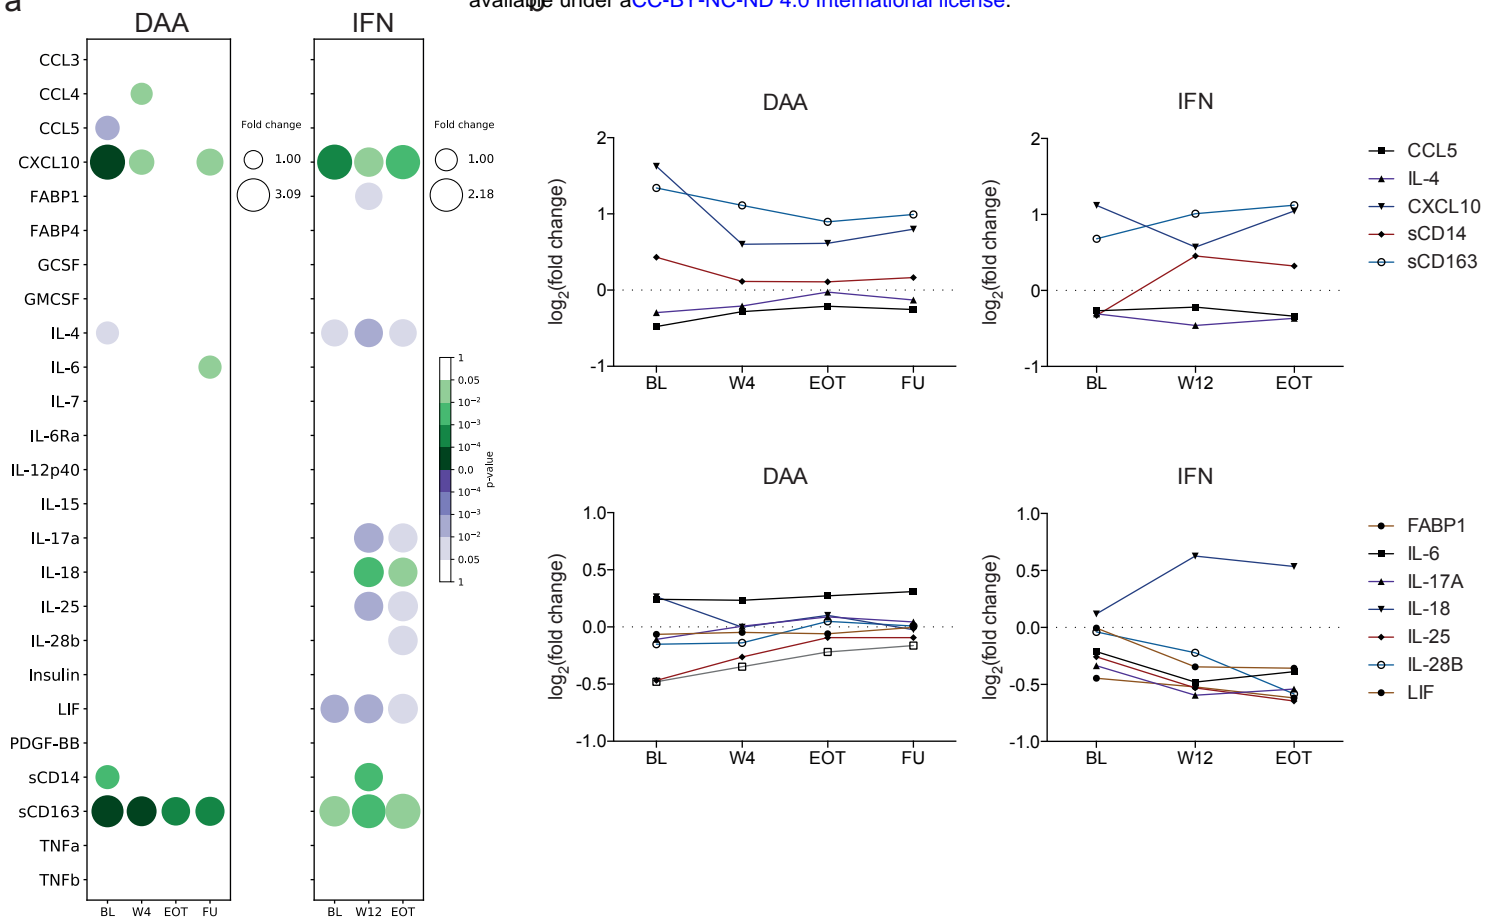 available under aCC-BY-NC-ND 4.0 International license.
a
DAA
IFN
CCL3
CCL4
CCL5
CXCL10
FABP1
FABP4
GCSF
GMCSF
IL-4
IL-6
IL-7
IL-6Ra
IL-12p40
IL-15
IL-17a
IL-18
IL-25
IL-28b
Insulin
LIF
PDGF-BB
sCD14
sCD163
TNFa
TNFb
BL W4 EOT FU
BL W12 EOT
Fold change
1.00
3.09
Fold change
1.00
2.18
1
0.05
10⁻²
10⁻³
10⁻⁴
0.0
10⁻⁴
10⁻³
10⁻²
0.05
1
p-value
DAA
log₂(fold change)
2
1
0
-1
BL W4 EOT FU
IFN
log₂(fold change)
2
1
0
-1
BL W12 EOT
CCL5
IL-4
CXCL10
sCD14
sCD163
DAA
log₂(fold change)
1.0
0.5
0.0
-0.5
-1.0
BL W4 EOT FU
IFN
log₂(fold change)
1.0
0.5
0.0
-0.5
-1.0
BL W12 EOT
FABP1
IL-6
IL-17A
IL-18
IL-25
IL-28B
LIF